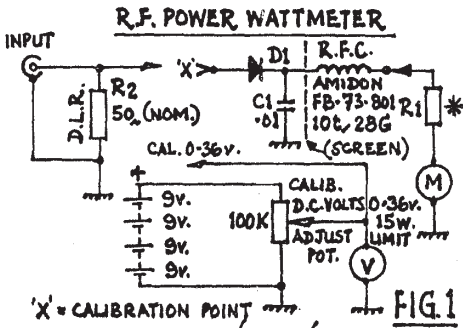 R.F. POWER WATTMETER
INPUT
'X'
D1
R.F.C.
AMIDON
FB-73-801
10t, 28G
(SCREEN)
R1
*
D.L.R.
R2
50Ω (NOM.)
C1
.01
M
CAL. 0-36v.
+
9v.
9v.
9v.
9v.
100K
CALIB.
D.C. VOLTS
ADJUST
POT.
0-36v.
15w.
LIMIT
V
'X' = CALIBRATION POINT
FIG.1